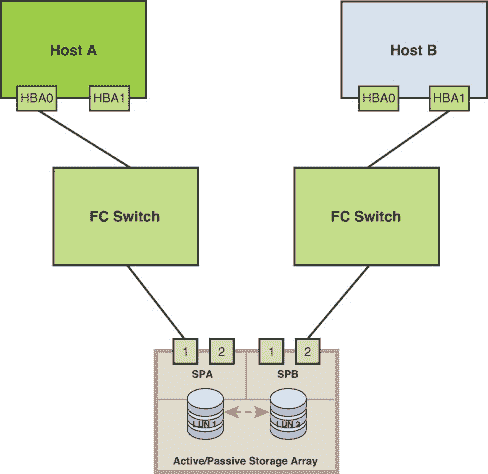 Host A
Host B
HBA0
HBA1
HBA0
HBA1
FC Switch
FC Switch
1
2
1
2
SPA
SPB
LUN 1
LUN 2
Active/Passive Storage Array